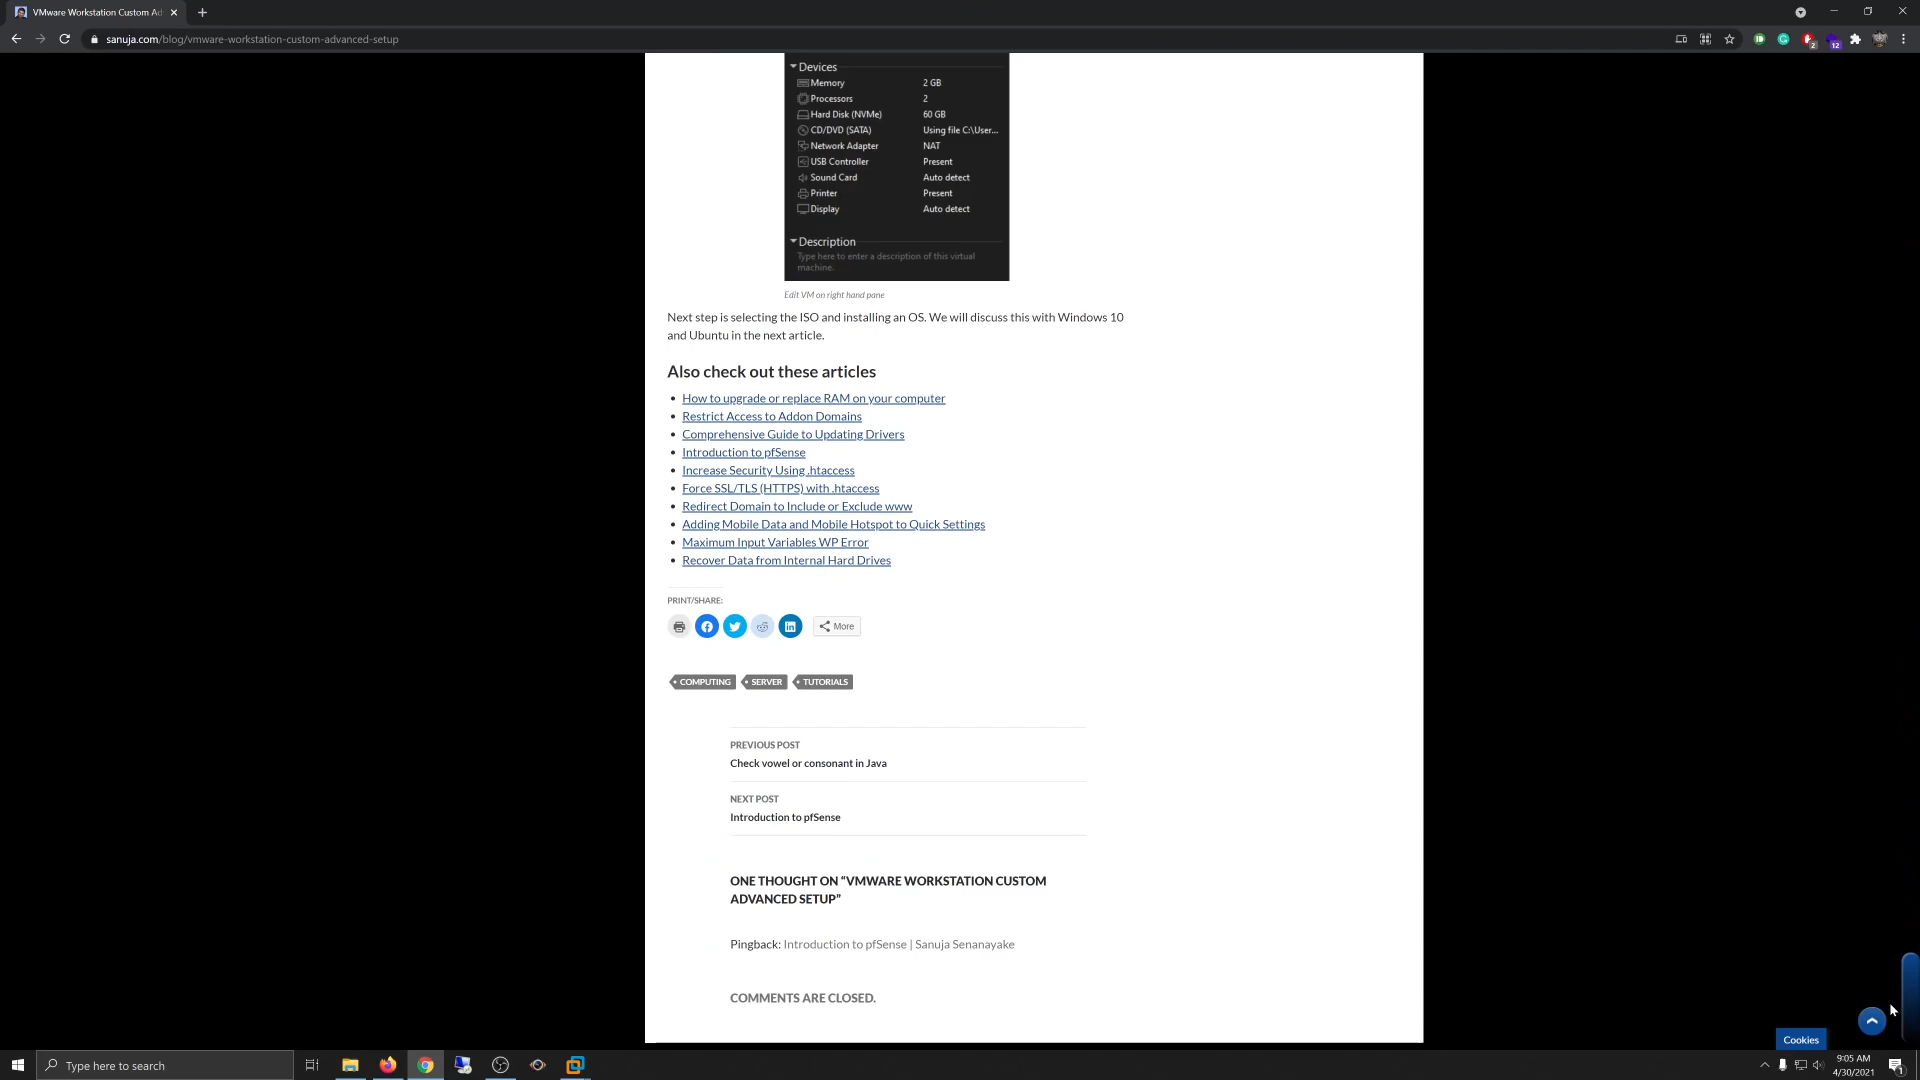 VMware Workstation Custom Ad
sanuja.com/blog/vmware-workstation-custom-advanced-setup
2
12
Devices
Memory 2 GB
Processors 2
Hard Disk (NVMe) 60 GB
CD/DVD (SATA) Using file C:\User...
Network Adapter NAT
USB Controller Present
Sound Card Auto detect
Printer Present
Display Auto detect
Description
Type here to enter a description of this virtual
machine.
Edit VM on right hand pane
Next step is selecting the ISO and installing an OS. We will discuss this with Windows 10
and Ubuntu in the next article.
Also check out these articles
• How to upgrade or replace RAM on your computer
• Restrict Access to Addon Domains
• Comprehensive Guide to Updating Drivers
• Introduction to pfSense
• Increase Security Using .htaccess
• Force SSL/TLS (HTTPS) with .htaccess
• Redirect Domain to Include or Exclude www
• Adding Mobile Data and Mobile Hotspot to Quick Settings
• Maximum Input Variables WP Error
• Recover Data from Internal Hard Drives
PRINT/SHARE:
More
COMPUTING SERVER TUTORIALS
PREVIOUS POST
Check vowel or consonant in Java
NEXT POST
Introduction to pfSense
ONE THOUGHT ON “VMWARE WORKSTATION CUSTOM
ADVANCED SETUP”
Pingback: Introduction to pfSense | Sanuja Senanayake
COMMENTS ARE CLOSED.
Cookies
Type here to search
9:05 AM
4/30/2021
1